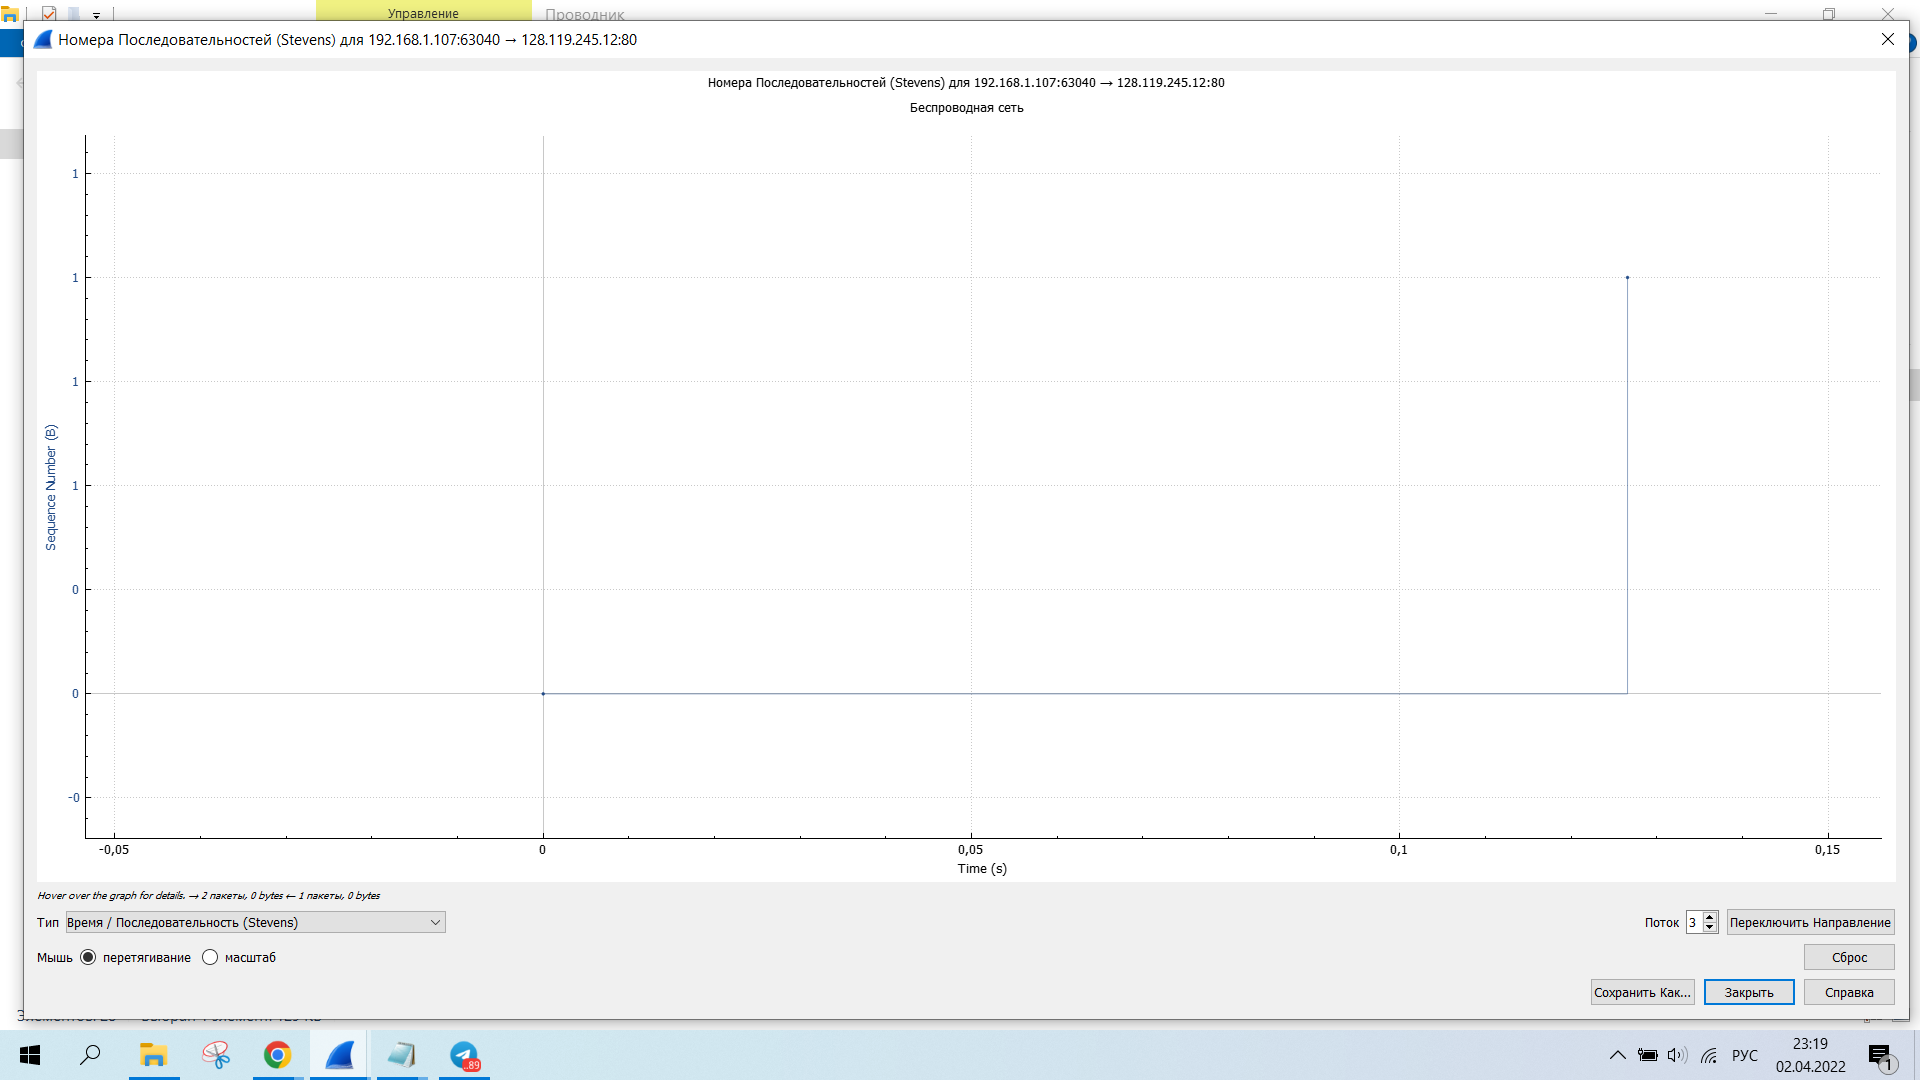 Управление
Проводник
Номера Последовательностей (Stevens) для 192.168.1.107:63040 → 128.119.245.12:80
Номера Последовательностей (Stevens) для 192.168.1.107:63040 → 128.119.245.12:80
Беспроводная сеть
1
1
1
1
0
0
-0
Sequence Number (B)
-0,05
0
0,05
0,1
0,15
Time (s)
Hover over the graph for details. → 2 пакеты, 0 bytes ← 1 пакеты, 0 bytes
Тип Время / Последовательность (Stevens)
Поток 3 Переключить Направление
Мышь перетягивание масштаб
Сброс
Сохранить Как... Закрыть Справка
..89
РУС
23:19
02.04.2022
1